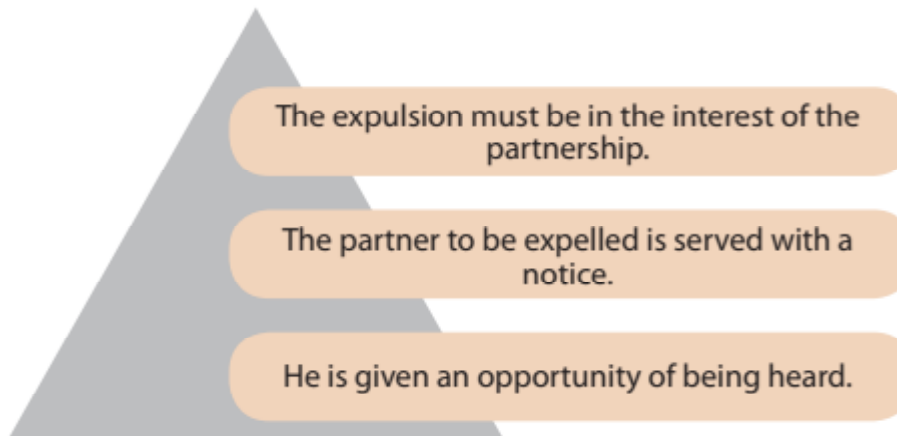 The expulsion must be in the interest of the
partnership.
The partner to be expelled is served with a
notice.
He is given an opportunity of being heard.